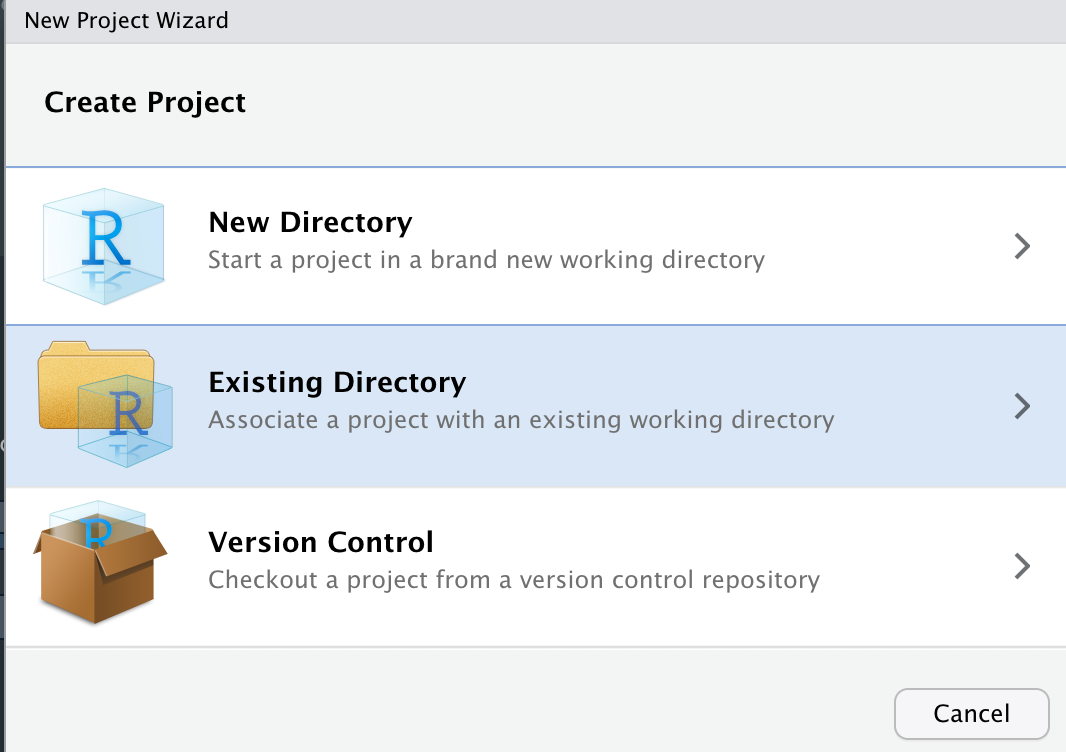 New Project Wizard
Create Project
R
New Directory
Start a project in a brand new working directory
R
Existing Directory
Associate a project with an existing working directory
R
Version Control
Checkout a project from a version control repository
Cancel